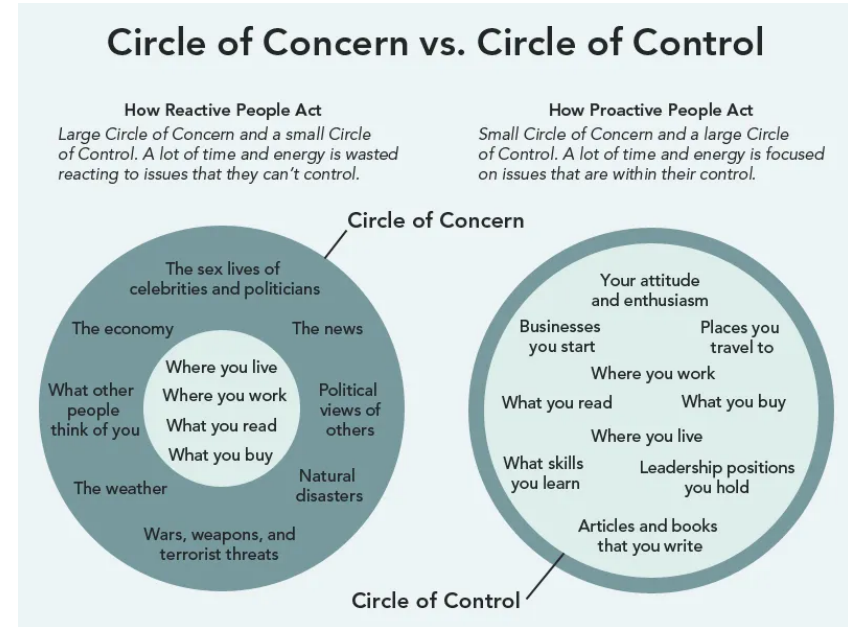 Circle of Concern vs. Circle of Control
How Reactive People Act
Large Circle of Concern and a small Circle
of Control. A lot of time and energy is wasted
reacting to issues that they can't control.
How Proactive People Act
Small Circle of Concern and a large Circle
of Control. A lot of time and energy is focused
on issues that are within their control.
Circle of Concern
The sex lives of
celebrities and politicians
The economy
The news
What other
people
think of you
Political
views of
others
The weather
Natural
disasters
Wars, weapons, and
terrorist threats
Where you live
Where you work
What you read
What you buy
Your attitude
and enthusiasm
Businesses
you start
Places you
travel to
Where you work
What you read
What you buy
Where you live
What skills
you learn
Leadership positions
you hold
Articles and books
that you write
Circle of Control